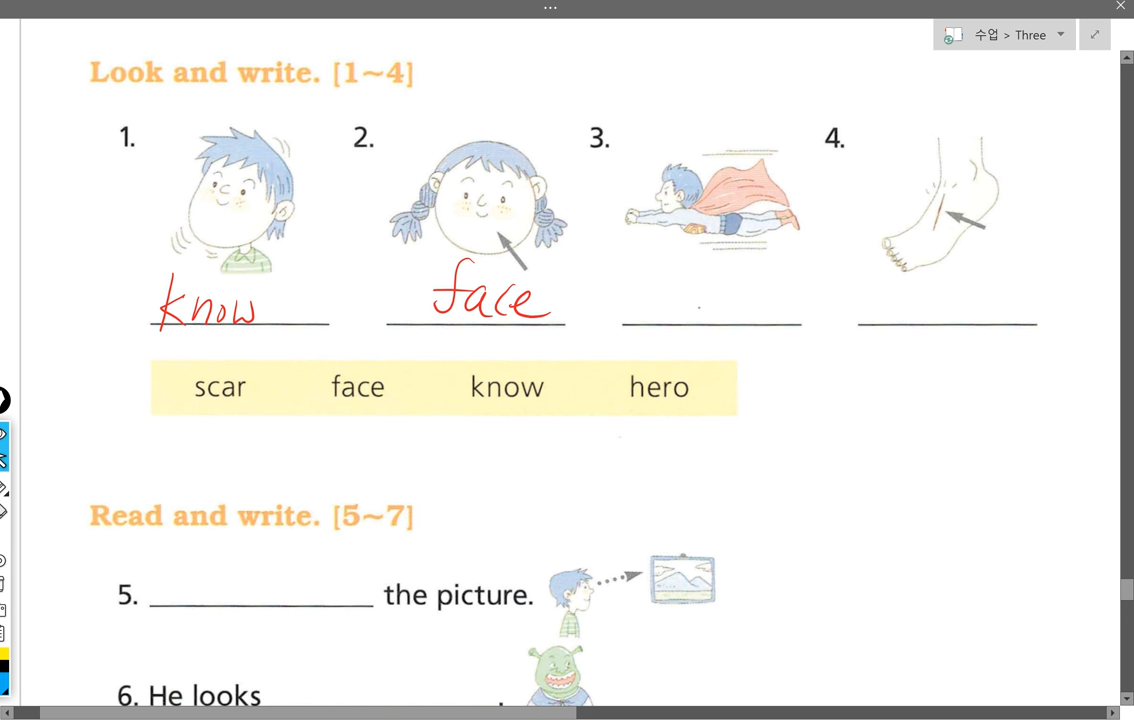 수업 > Three
Look and write. [1~4]
1. 2. 3. 4.
know face
scar face know hero
Read and write. [5~7]
5. ____________ the picture.
6. He looks .